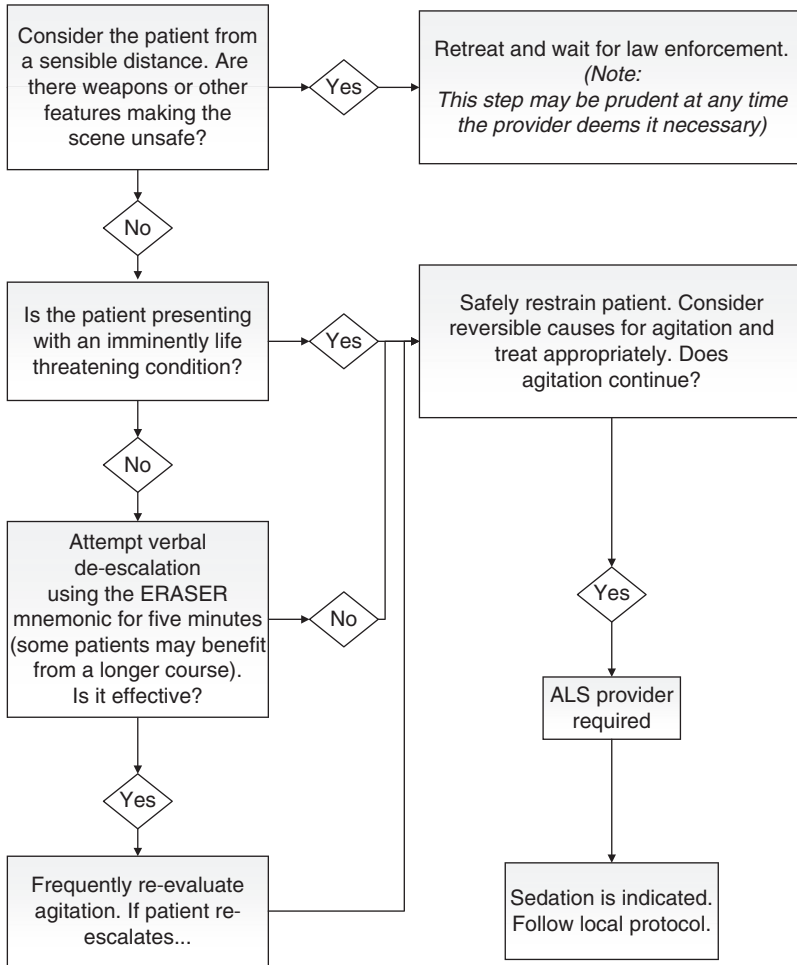 Consider the patient from
a sensible distance. Are
there weapons or other
features making the
scene unsafe?
Yes
Retreat and wait for law enforcement.
(Note:
This step may be prudent at any time
the provider deems it necessary)
No
Is the patient presenting
with an imminently life
threatening condition?
Yes
Safely restrain patient. Consider
reversible causes for agitation and
treat appropriately. Does
agitation continue?
No
Attempt verbal
de-escalation
using the ERASER
mnemonic for five minutes
(some patients may benefit
from a longer course).
Is it effective?
No
Yes
ALS provider
required
Yes
Frequently re-evaluate
agitation. If patient re-
escalates...
Sedation is indicated.
Follow local protocol.